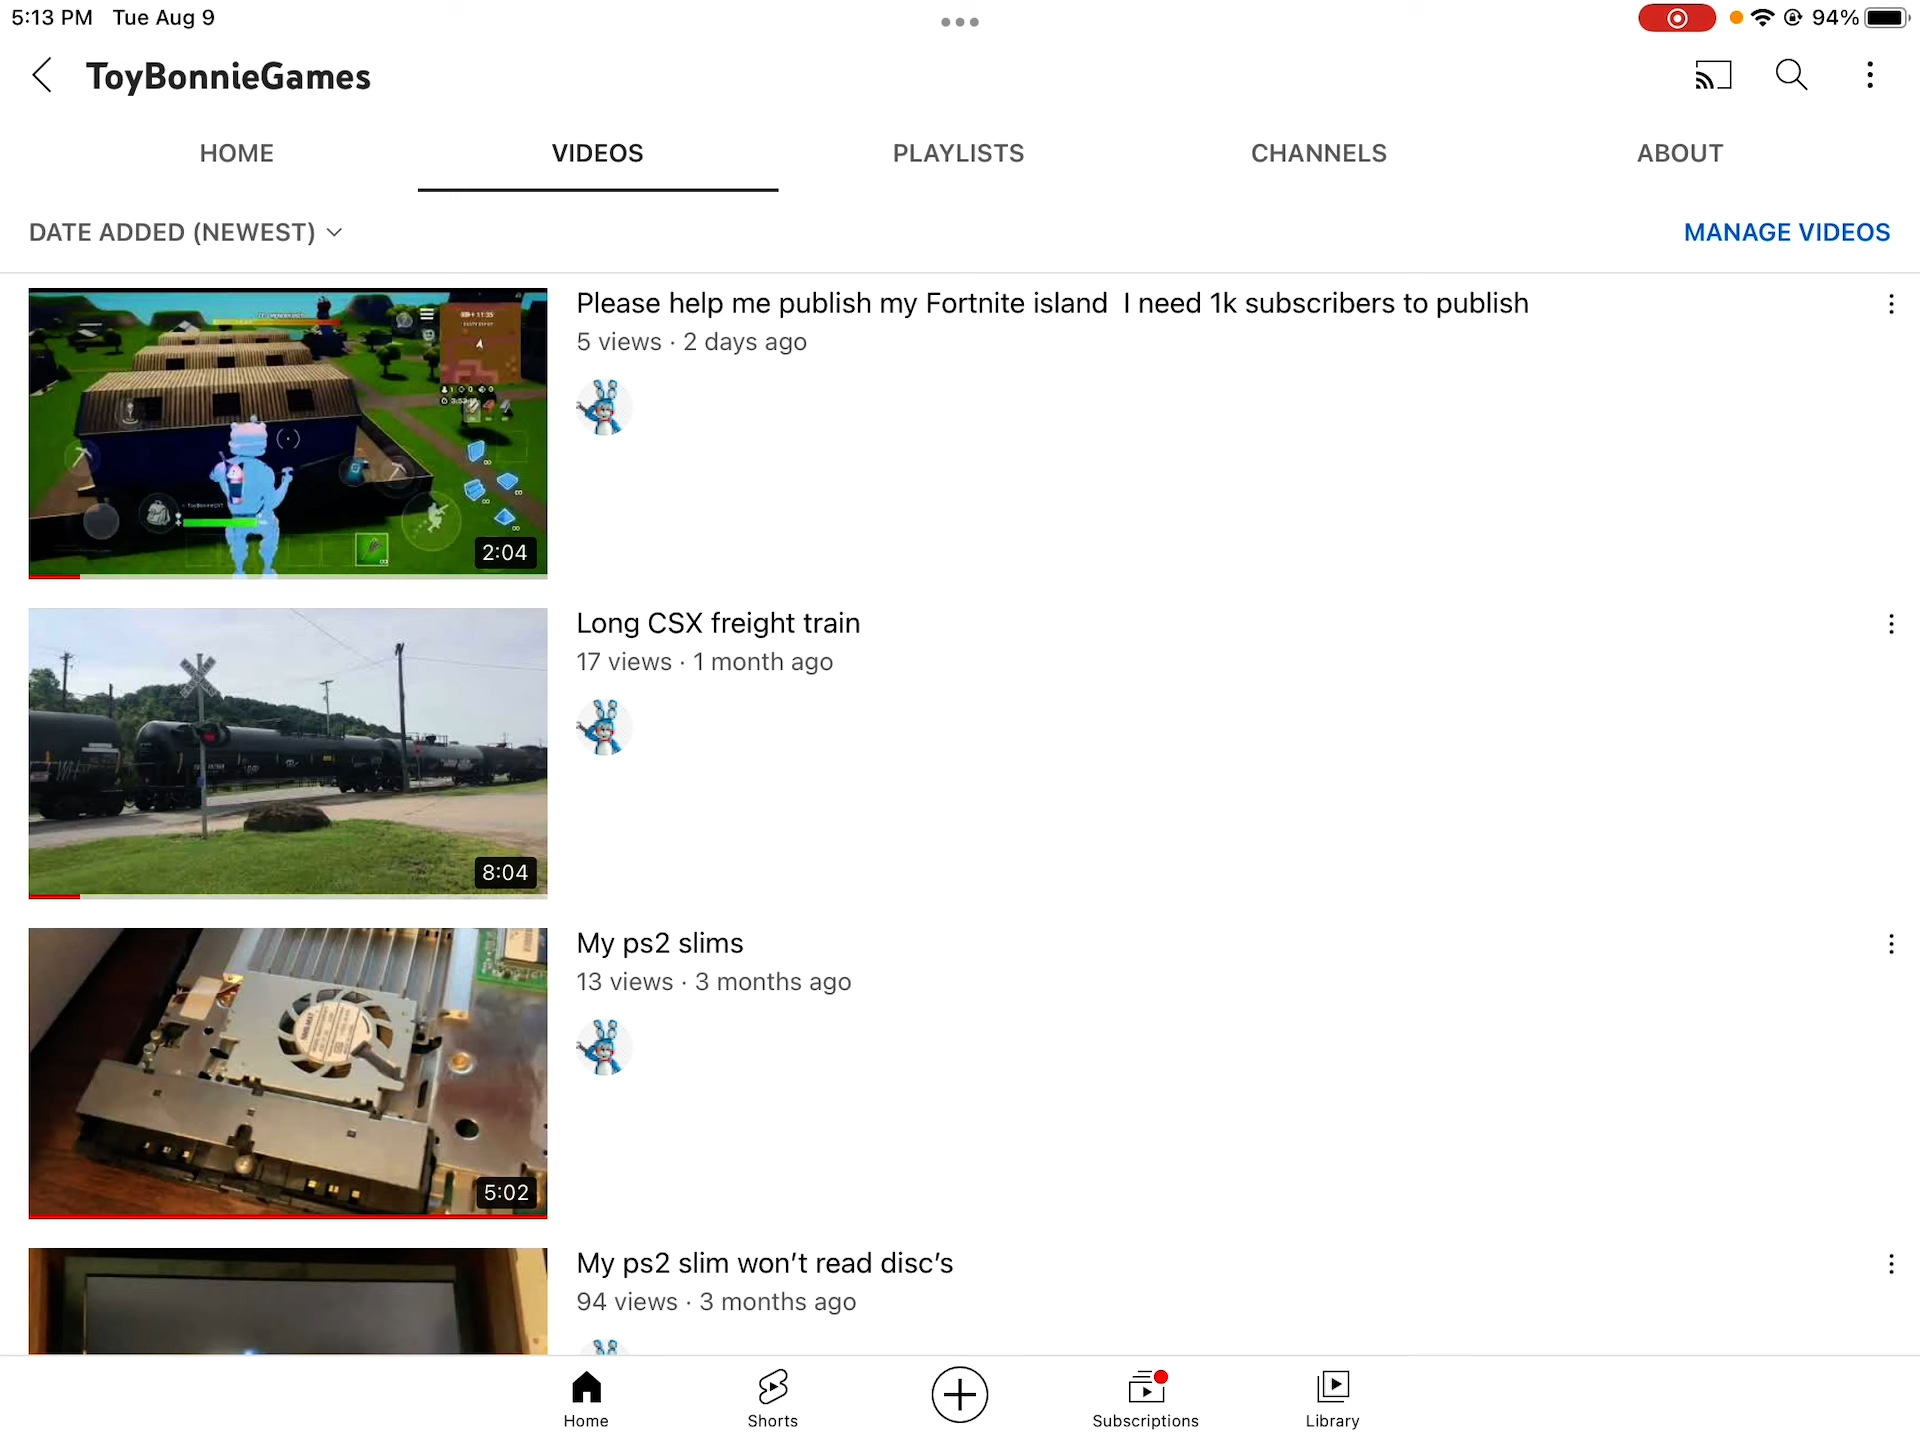 5:13 PM Tue Aug 9
94%
ToyBonnieGames
HOME VIDEOS PLAYLISTS CHANNELS ABOUT
DATE ADDED (NEWEST) MANAGE VIDEOS
Please help me publish my Fortnite island I need 1k subscribers to publish
5 views · 2 days ago
2:04
Long CSX freight train
17 views · 1 month ago
8:04
My ps2 slims
13 views · 3 months ago
5:02
My ps2 slim won't read disc's
94 views · 3 months ago
Home Shorts Subscriptions Library